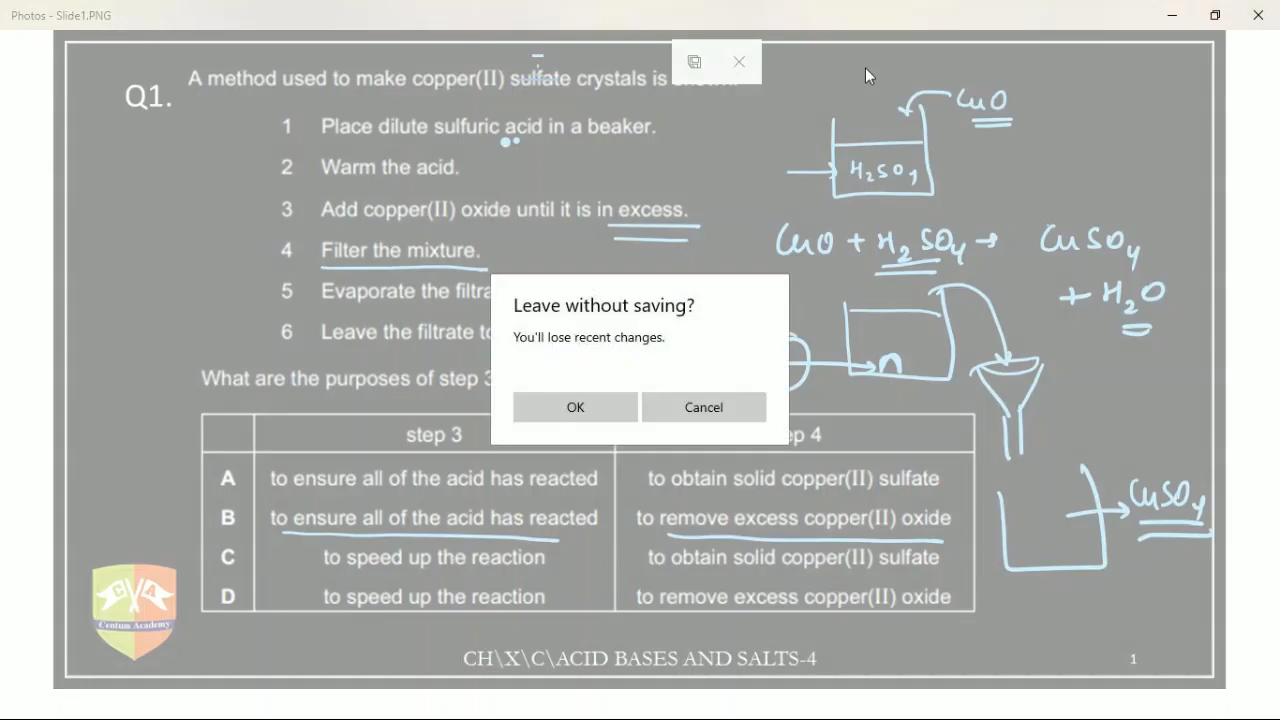 Photos - Slide1.PNG
Q1.
A method used to make copper(II) sulfate crystals is
1 Place dilute sulfuric acid in a beaker.
2 Warm the acid.
3 Add copper(II) oxide until it is in excess.
4 Filter the mixture.
5 Evaporate the
6 Leave the filtrate
What are the purposes of step 3
CuO
H₂SO₄
CuO + H₂SO₄ → CuSO₄
+ H₂O
CuSO₄
Leave without saving?
You'll lose recent changes.
OK Cancel
step 3 4
A to ensure all of the acid has reacted to obtain solid copper(II) sulfate
B to ensure all of the acid has reacted to remove excess copper(II) oxide
C to speed up the reaction to obtain solid copper(II) sulfate
D to speed up the reaction to remove excess copper(II) oxide
C A
Centum Academy
CH\X\C\ACID BASES AND SALTS-4
1